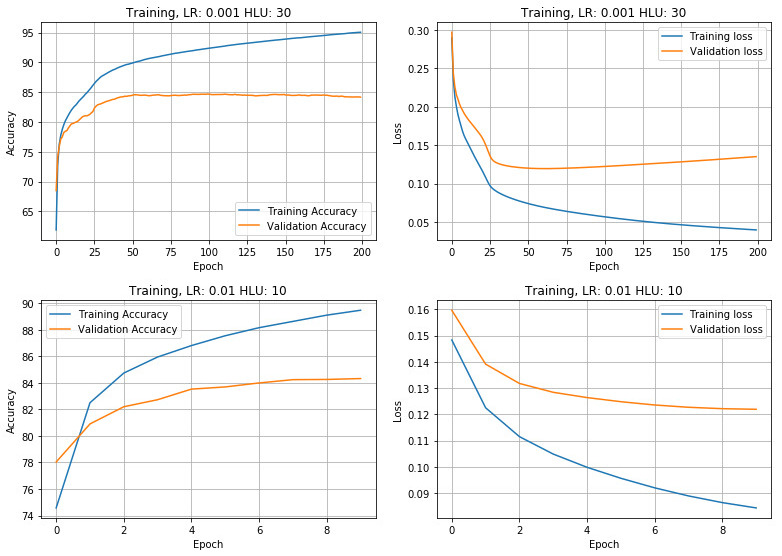 Training, LR: 0.001 HLU: 30
95
90
85
80
75
70
65
Accuracy
Training Accuracy
Validation Accuracy
0 25 50 75 100 125 150 175 200
Epoch
Training, LR: 0.001 HLU: 30
0.30
0.25
0.20
0.15
0.10
0.05
Loss
Training loss
Validation loss
0 25 50 75 100 125 150 175 200
Epoch
Training, LR: 0.01 HLU: 10
90
88
86
84
82
80
78
76
74
Accuracy
Training Accuracy
Validation Accuracy
0 2 4 6 8
Epoch
Training, LR: 0.01 HLU: 10
0.16
0.15
0.14
0.13
0.12
0.11
0.10
0.09
Loss
Training loss
Validation loss
0 2 4 6 8
Epoch